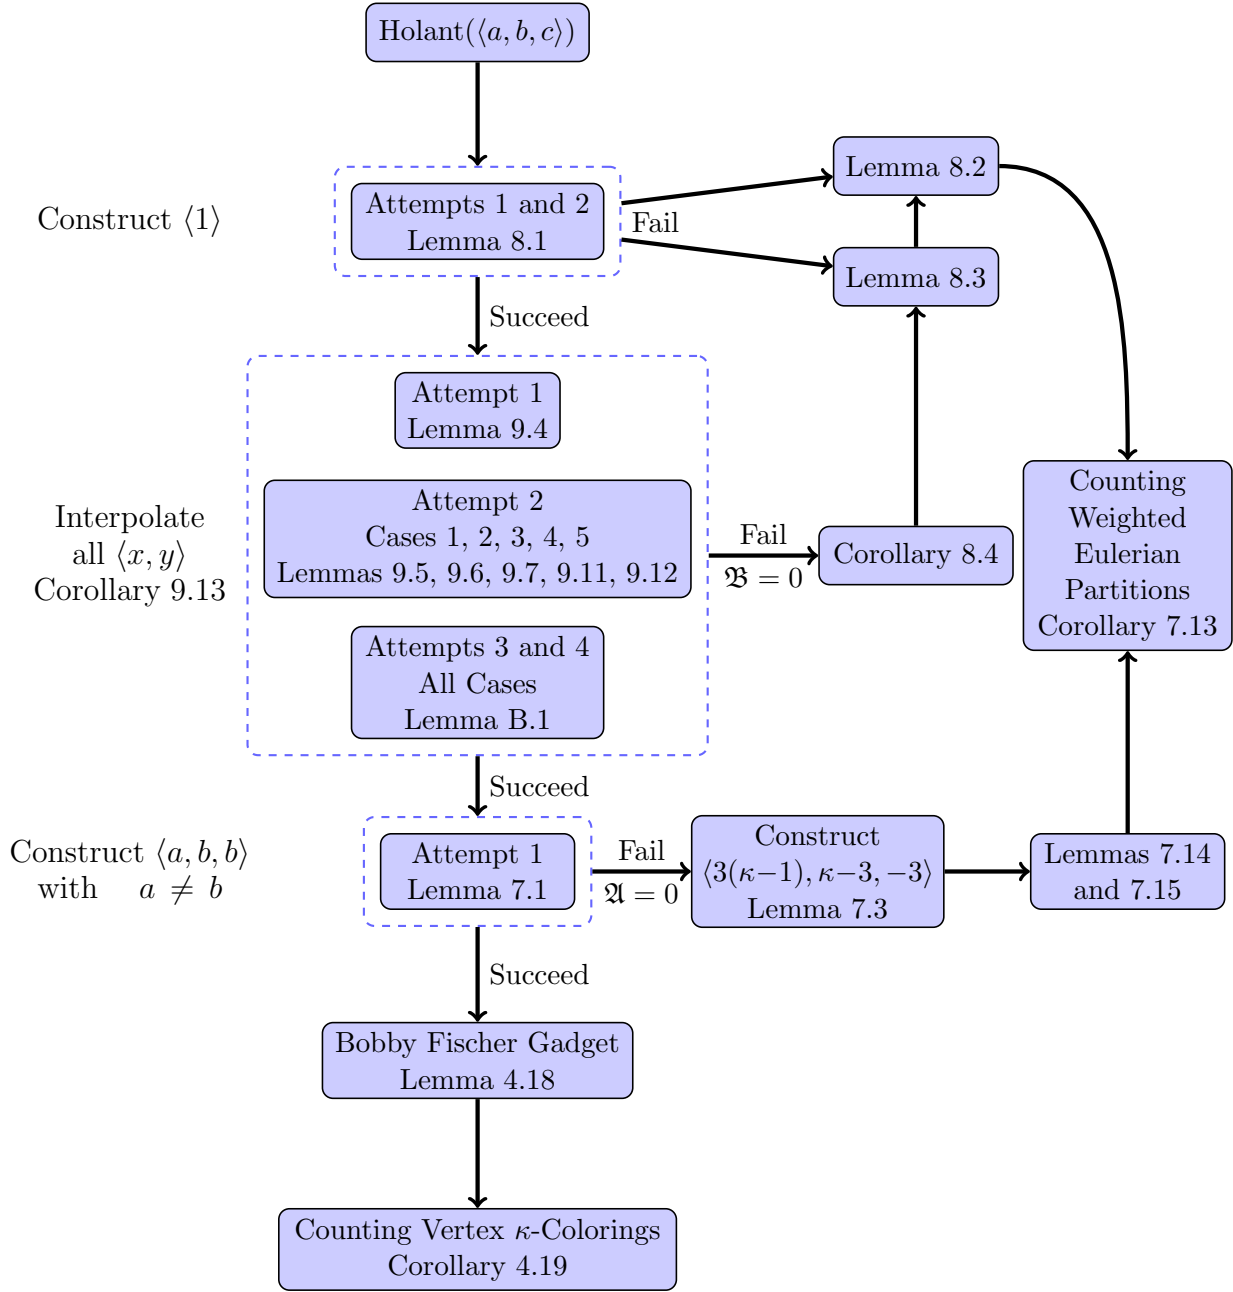 Holant(⟨a, b, c⟩)
Construct ⟨1⟩
Attempts 1 and 2
Lemma 8.1
Fail
Lemma 8.2
Lemma 8.3
Succeed
Interpolate
all ⟨x, y⟩
Corollary 9.13
Attempt 1
Lemma 9.4
Attempt 2
Cases 1, 2, 3, 4, 5
Lemmas 9.5, 9.6, 9.7, 9.11, 9.12
Attempts 3 and 4
All Cases
Lemma B.1
Fail
𝔅 = 0
Corollary 8.4
Counting
Weighted
Eulerian
Partitions
Corollary 7.13
Succeed
Construct ⟨a, b, b⟩
with a ≠ b
Attempt 1
Lemma 7.1
Fail
𝔄 = 0
Construct
⟨3(κ−1), κ−3, −3⟩
Lemma 7.3
Lemmas 7.14
and 7.15
Succeed
Bobby Fischer Gadget
Lemma 4.18
Counting Vertex κ-Colorings
Corollary 4.19